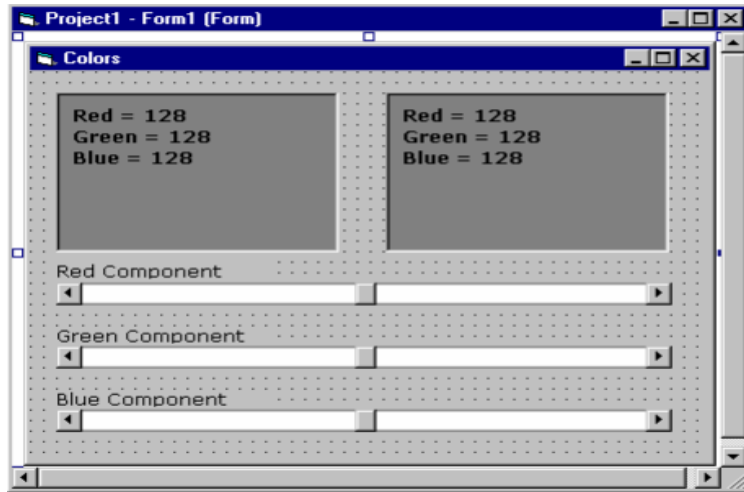 Project1 - Form1 (Form)
Colors
Red = 128
Green = 128
Blue = 128
Red = 128
Green = 128
Blue = 128
Red Component
Green Component
Blue Component